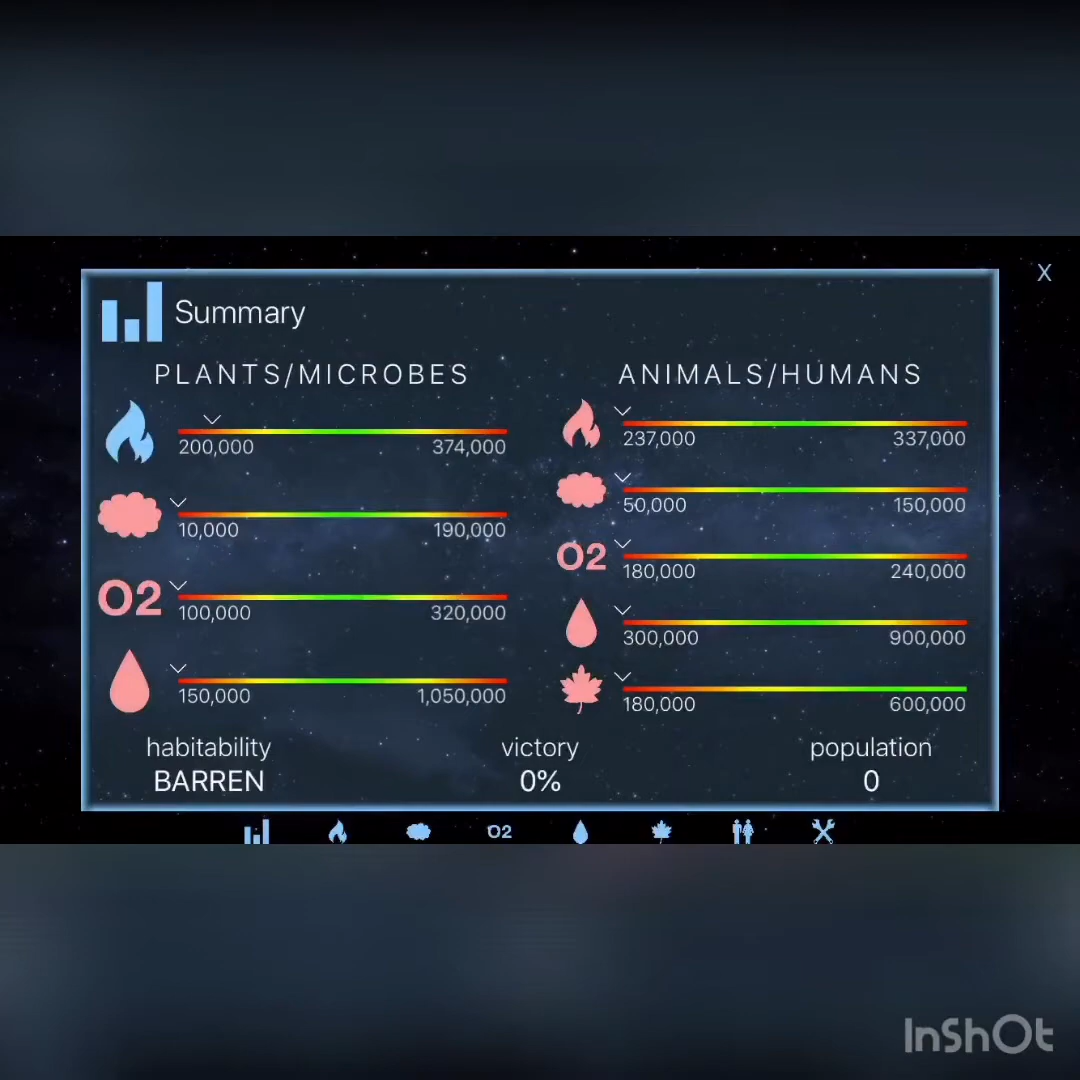 X
Summary
PLANTS/MICROBES
200,000 374,000
10,000 190,000
O2
100,000 320,000
150,000 1,050,000
ANIMALS/HUMANS
237,000 337,000
50,000 150,000
O2
180,000 240,000
300,000 900,000
180,000 600,000
habitability victory population
BARREN 0% 0
O2
InShOt